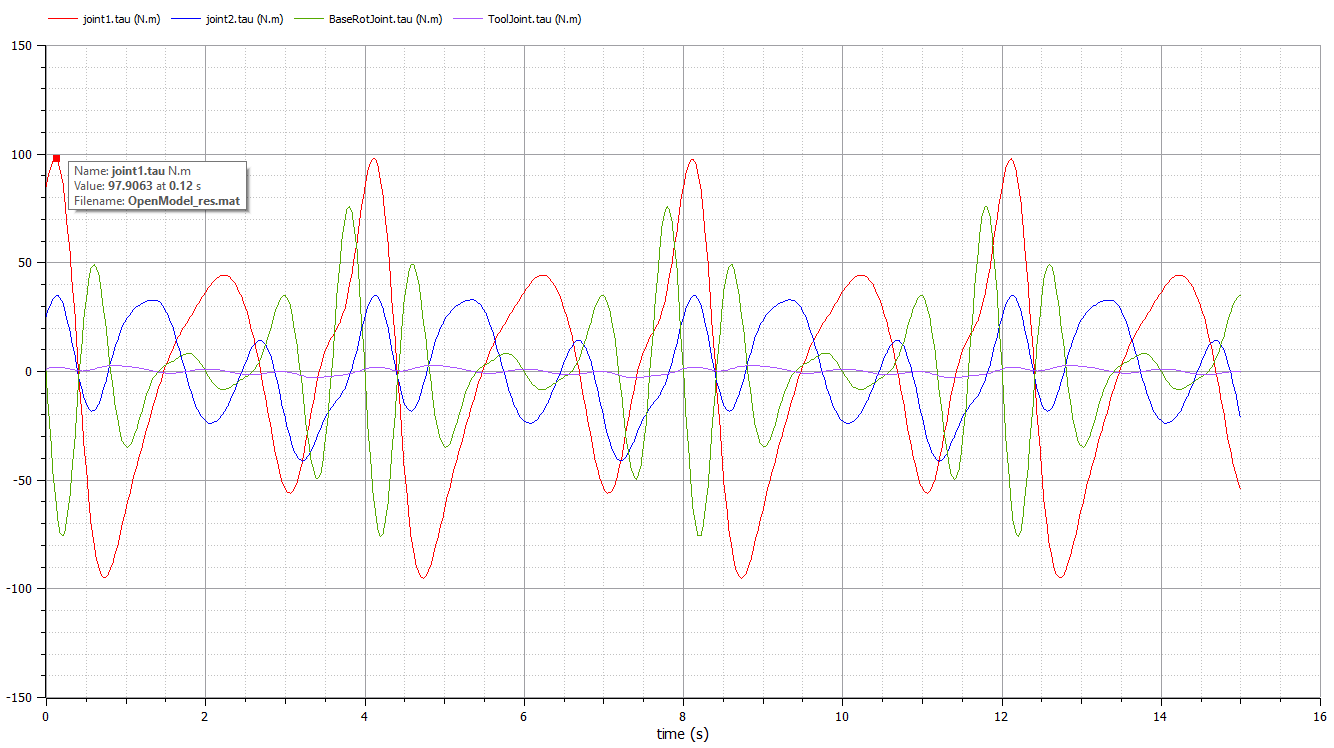 joint1.tau (N.m) joint2.tau (N.m) BaseRotJoint.tau (N.m) ToolJoint.tau (N.m)
150
100
Name: joint1.tau N.m
Value: 97.9063 at 0.12 s
Filename: OpenModel_res.mat
50
0
-50
-100
-150
0 2 4 6 8 10 12 14 16
time (s)